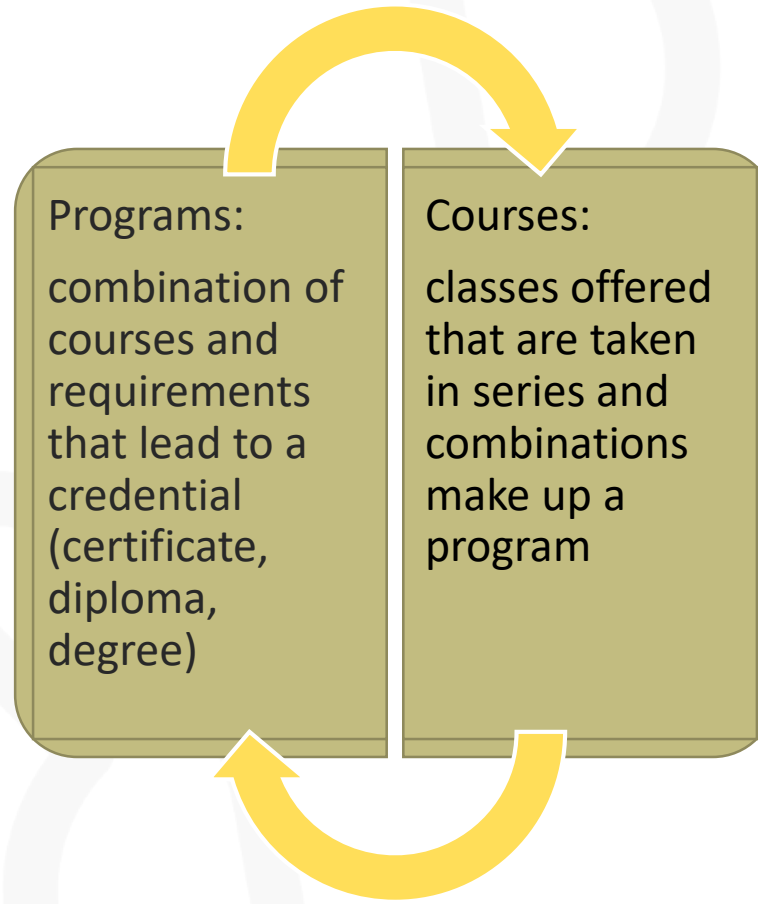 Programs:
combination of
courses and
requirements
that lead to a
credential
(certificate,
diploma,
degree)
Courses:
classes offered
that are taken
in series and
combinations
make up a
program